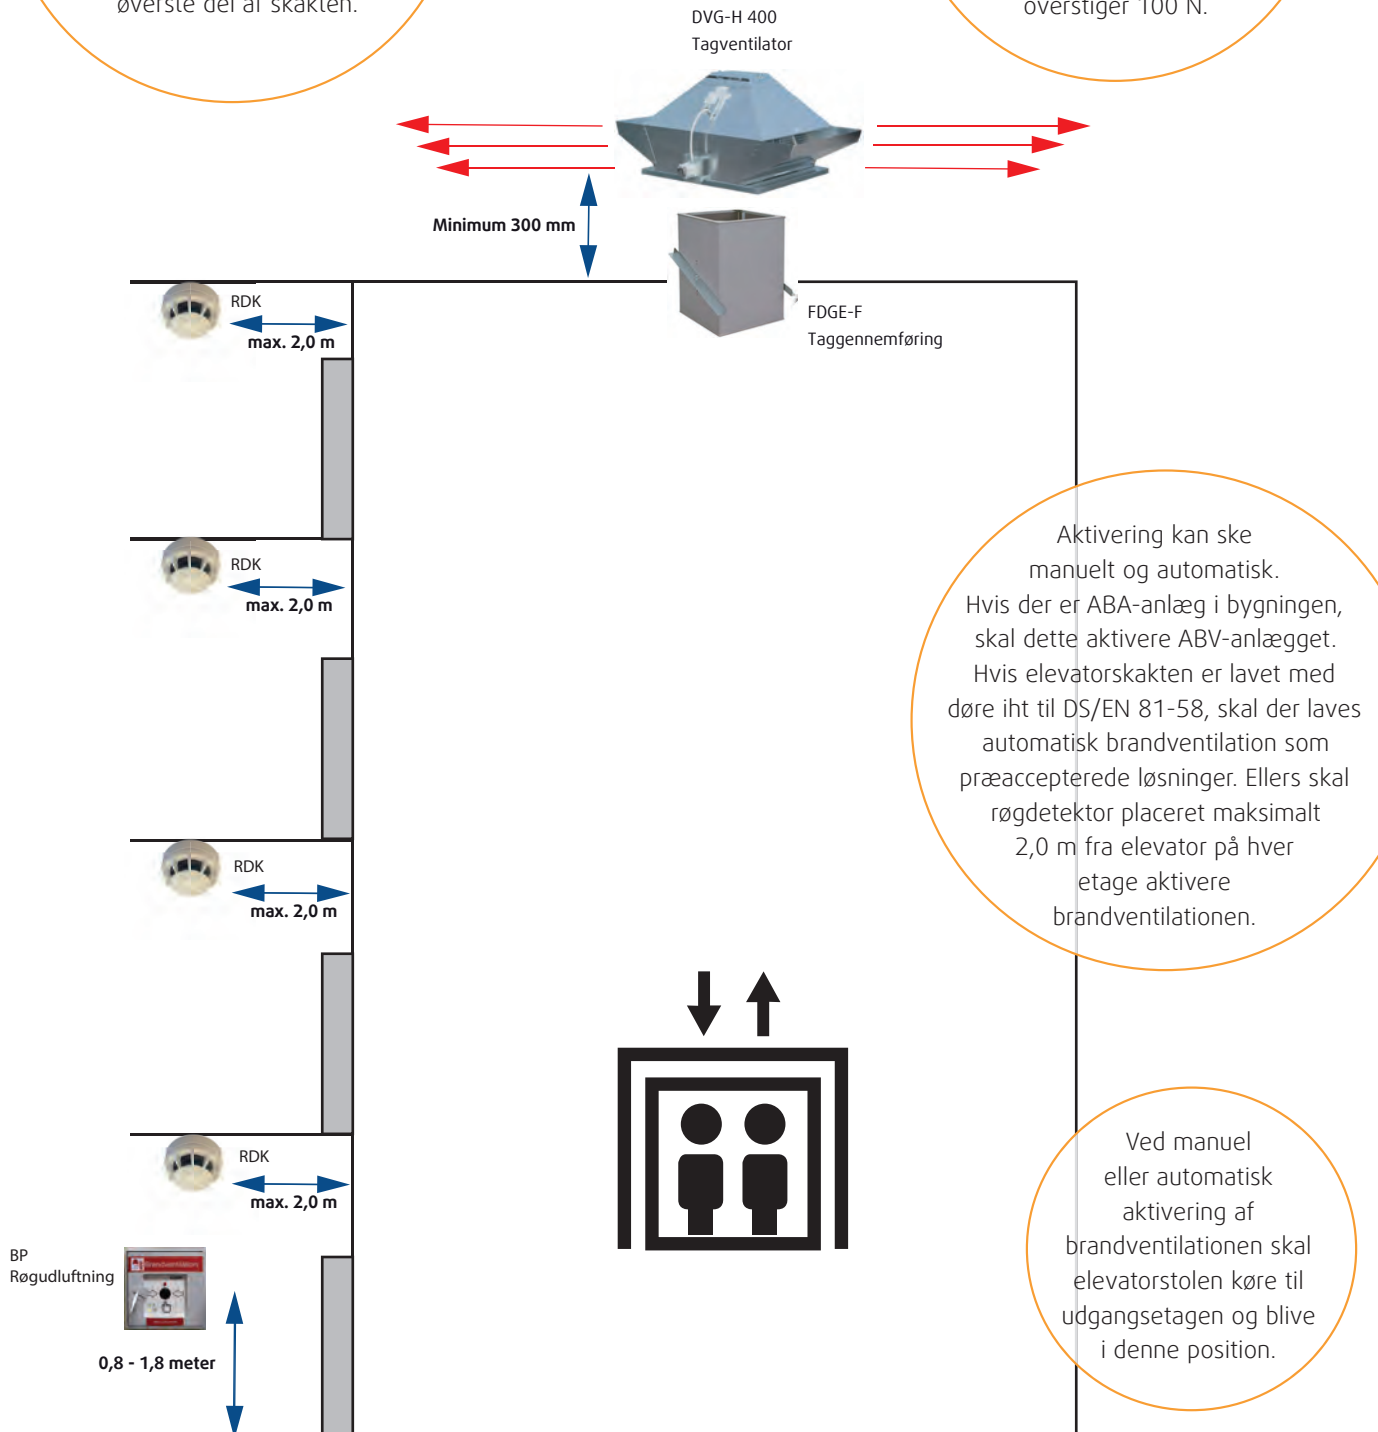 øverste del af skakten.
overstiger 100 N.
DVG-H 400
Tagventilator
Minimum 300 mm
RDK
max. 2,0 m
FDGE-F
Taggennemføring
RDK
max. 2,0 m
Aktivering kan ske
manuelt og automatisk.
Hvis der er ABA-anlæg i bygningen,
skal dette aktivere ABV-anlægget.
Hvis elevatorskakten er lavet med
døre iht til DS/EN 81-58, skal der laves
automatisk brandventilation som
præaccepterede løsninger. Ellers skal
røgdetektor placeret maksimalt
2,0 m fra elevator på hver
etage aktivere
brandventilationen.
RDK
max. 2,0 m
RDK
max. 2,0 m
Ved manuel
eller automatisk
aktivering af
brandventilationen skal
elevatorstolen køre til
udgangsetagen og blive
i denne position.
BP
Røgudluftning
Brandventilation
0,8 - 1,8 meter